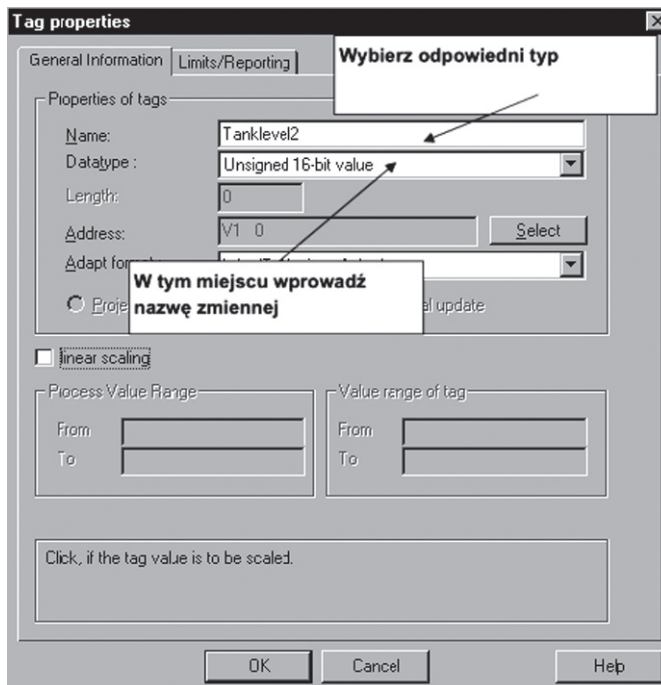 Tag properties
General Information
Limits/Reporting
Wybierz odpowiedni typ
Properties of tags
Name:
Tanklevel2
Datatype :
Unsigned 16-bit value
Length:
0
Address:
V1 0
Select
Adapt
W tym miejscu wprowadź
nazwę zmiennej
update
linear scaling
Process Value Range
From
To
Value range of tag
From
To
Click, if the tag value is to be scaled.
OK
Cancel
Help